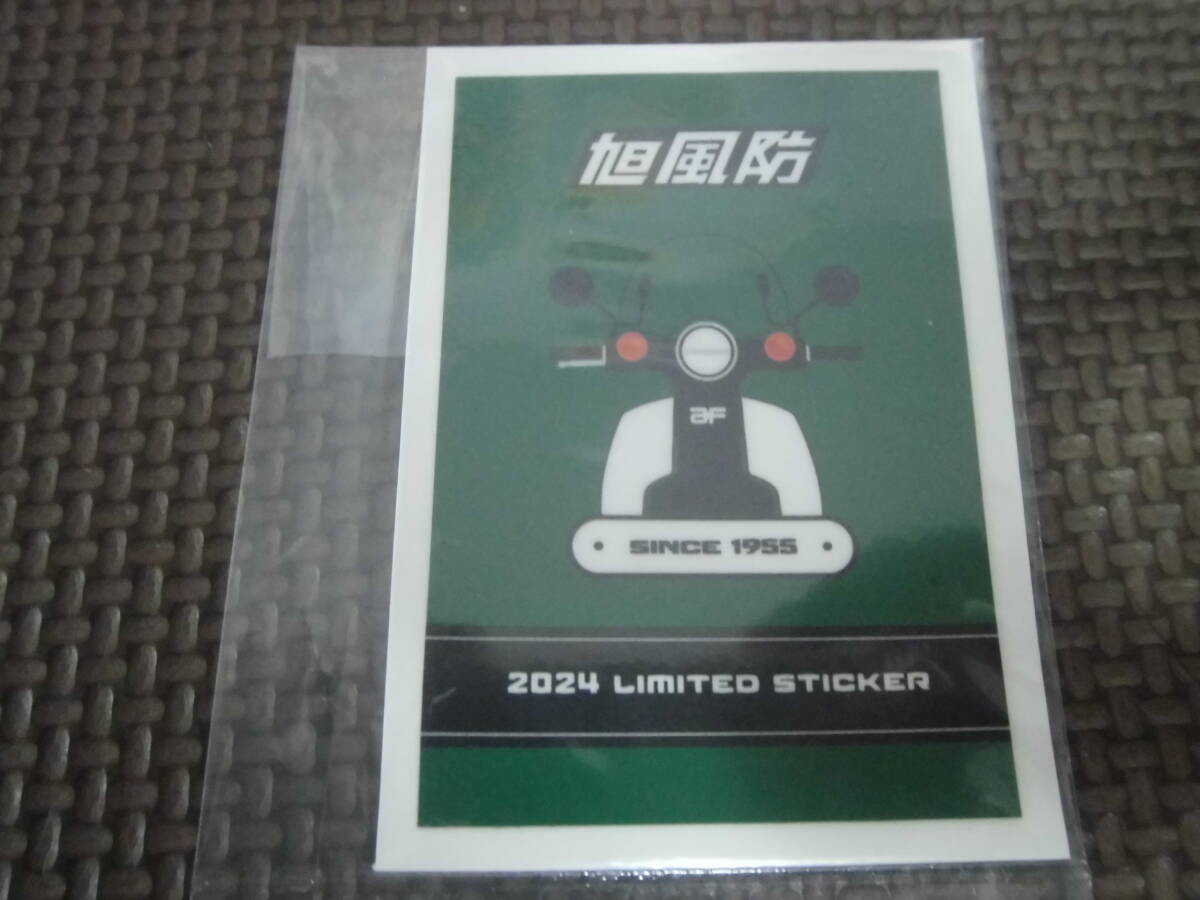 旭風防
af
SINCE 1955
2024 LIMITED STICKER